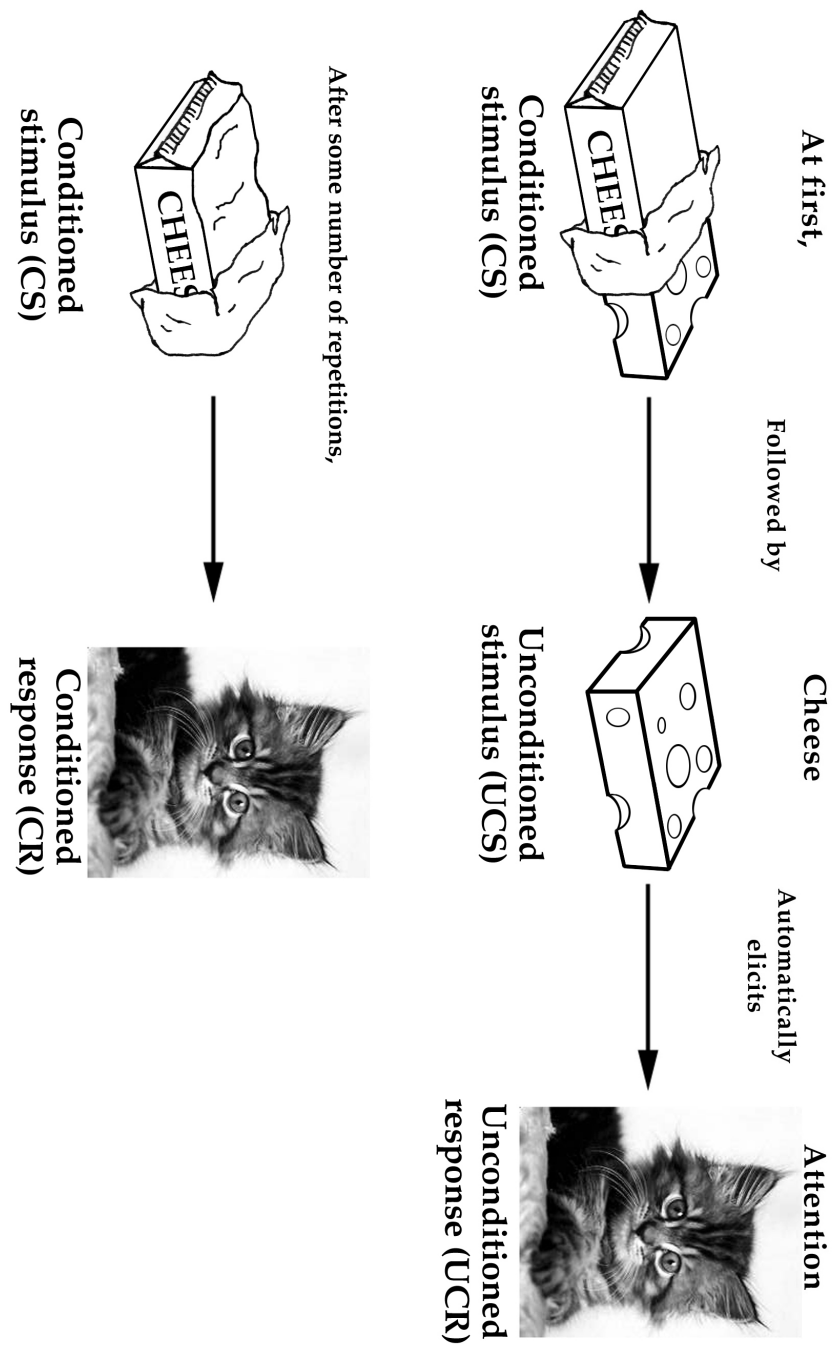 At first,
Followed by
Cheese
Automatically
elicits
Attention
CHEES
Conditioned
stimulus (CS)
Unconditioned
stimulus (UCS)
Unconditioned
response (UCR)
After some number of repetitions,
CHEES
Conditioned
stimulus (CS)
Conditioned
response (CR)